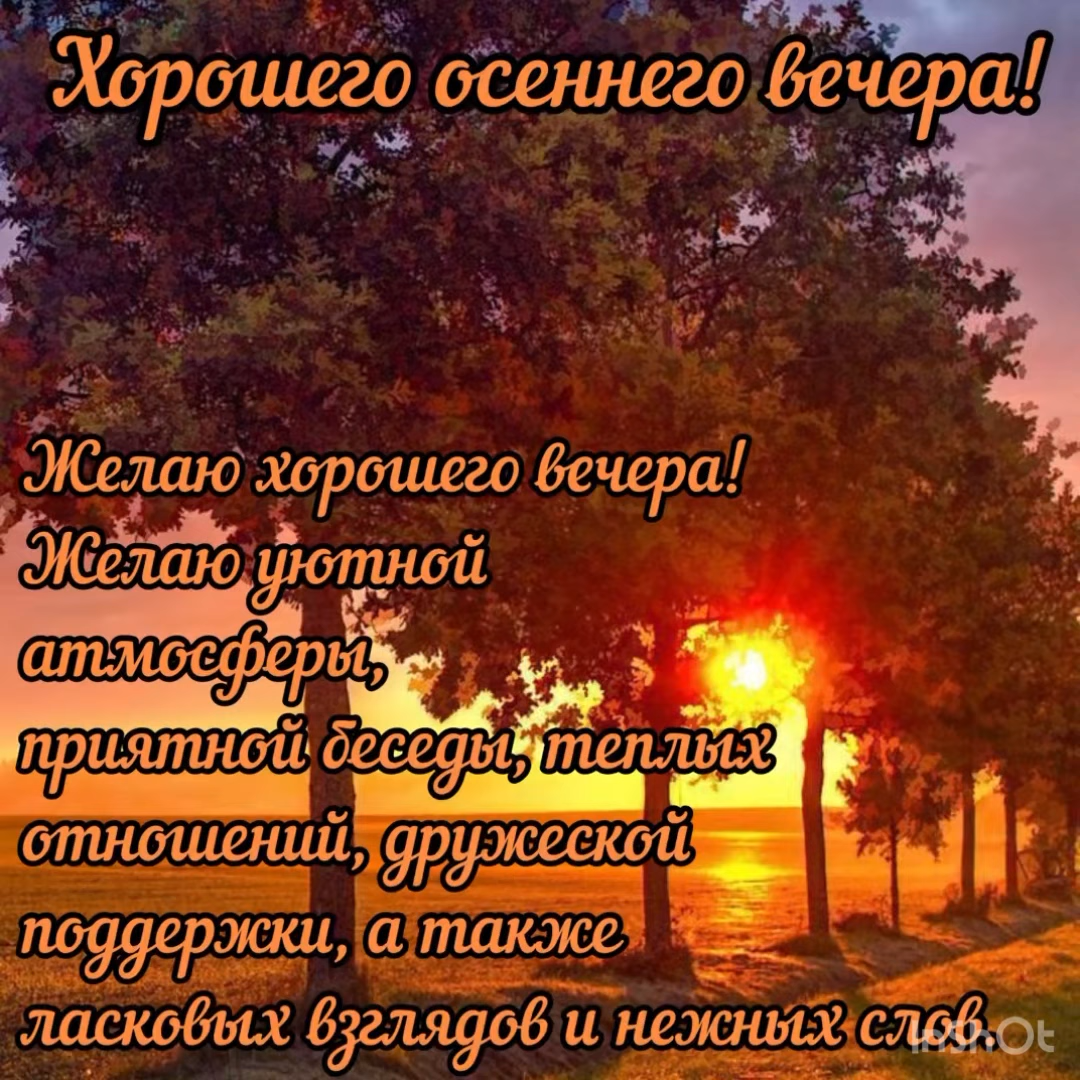 Хорошего осеннего вечера!
Желаю хорошего вечера!
Желаю уютной
атмосферы,
приятной беседы, теплых
отношений, дружеской
поддержки, а также
ласковых взглядов и нежных слов.
InShOt